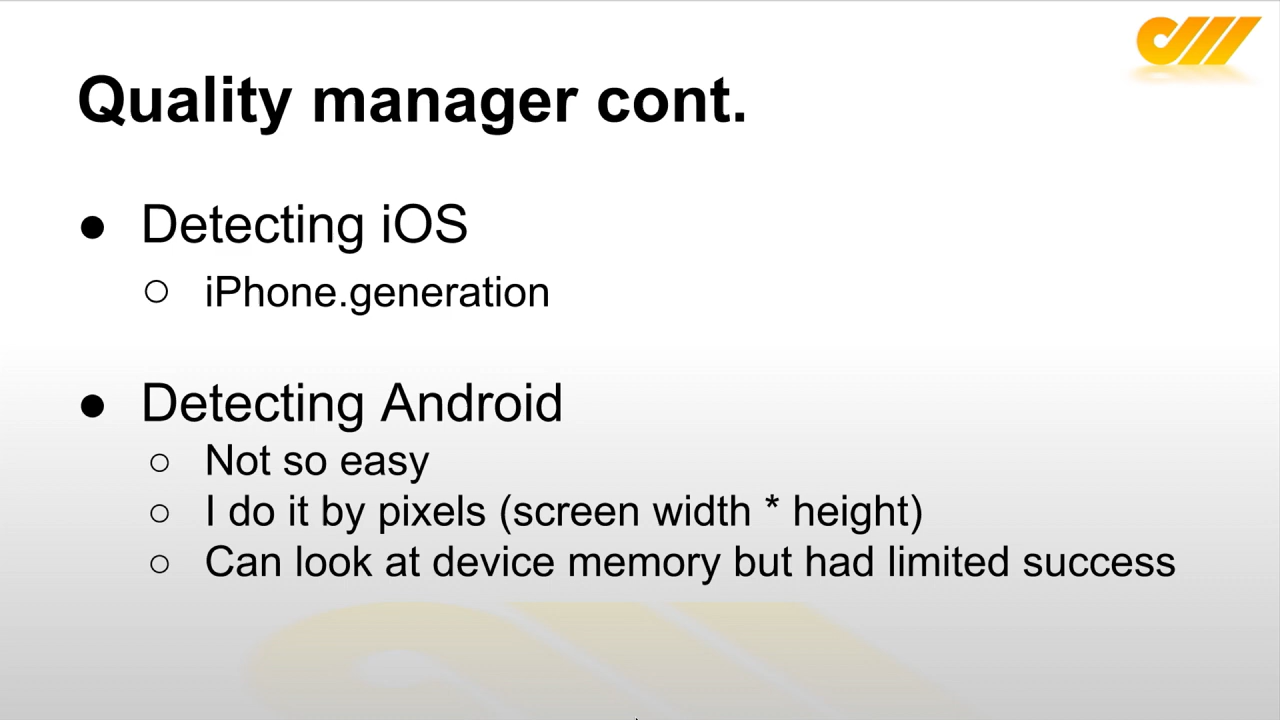 Quality manager cont.
● Detecting iOS
○ iPhone.generation
● Detecting Android
○ Not so easy
○ I do it by pixels (screen width * height)
○ Can look at device memory but had limited success